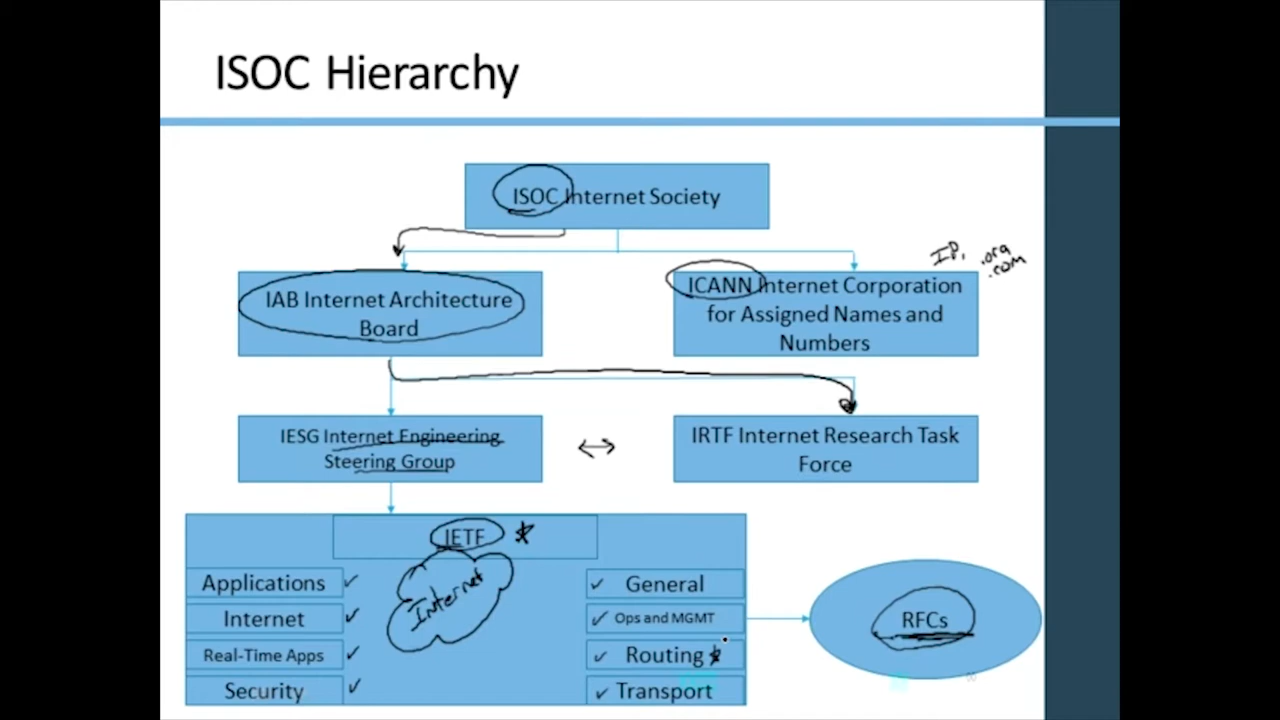 ISOC Hierarchy
ISOC Internet Society
IP, .org
.com
IAB Internet Architecture
Board
ICANN Internet Corporation
for Assigned Names and
Numbers
IESG Internet Engineering
Steering Group
IRTF Internet Research Task
Force
IETF
Internet
Applications
Internet
Real-Time Apps
Security
General
Ops and MGMT
Routing
Transport
RFCs